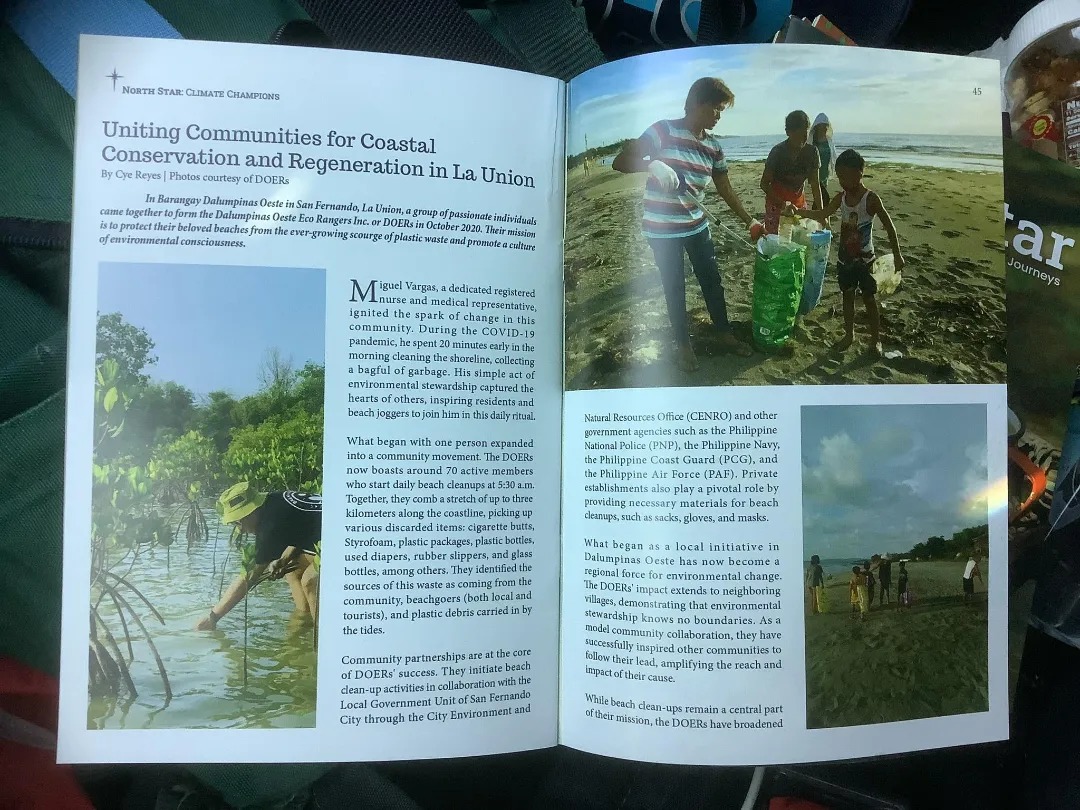 North Star: Climate Champions
Uniting Communities for Coastal
Conservation and Regeneration in La Union
By Cye Reyes | Photos courtesy of DOERs
In Barangay Dalumpinas Oeste in San Fernando, La Union, a group of passionate individuals
came together to form the Dalumpinas Oeste Eco Rangers Inc. or DOERs in October 2020. Their mission
is to protect their beloved beaches from the ever-growing scourge of plastic waste and promote a culture
of environmental consciousness.
Miguel Vargas, a dedicated registered
nurse and medical representative,
ignited the spark of change in this
community. During the COVID-19
pandemic, he spent 20 minutes early in the
morning cleaning the shoreline, collecting
a bagful of garbage. His simple act of
environmental stewardship captured the
hearts of others, inspiring residents and
beach joggers to join him in this daily ritual.
What began with one person expanded
into a community movement. The DOERs
now boasts around 70 active members
who start daily beach cleanups at 5:30 a.m.
Together, they comb a stretch of up to three
kilometers along the coastline, picking up
various discarded items: cigarette butts,
Styrofoam, plastic packages, plastic bottles,
used diapers, rubber slippers, and glass
bottles, among others. They identified the
sources of this waste as coming from the
community, beachgoers (both local and
tourists), and plastic debris carried in by
the tides.
Community partnerships are at the core
of DOERs' success. They initiate beach
clean-up activities in collaboration with the
Local Government Unit of San Fernando
City through the City Environment and
45
Natural Resources Office (CENRO) and other
government agencies such as the Philippine
National Police (PNP), the Philippine Navy,
the Philippine Coast Guard (PCG), and
the Philippine Air Force (PAF). Private
establishments also play a pivotal role by
providing necessary materials for beach
cleanups, such as sacks, gloves, and masks.
What began as a local initiative in
Dalumpinas Oeste has now become a
regional force for environmental change.
The DOERs' impact extends to neighboring
villages, demonstrating that environmental
stewardship knows no boundaries. As a
model community collaboration, they have
successfully inspired other communities to
follow their lead, amplifying the reach and
impact of their cause.
While beach clean-ups remain a central part
of their mission, the DOERs have broadened
tar
Journeys